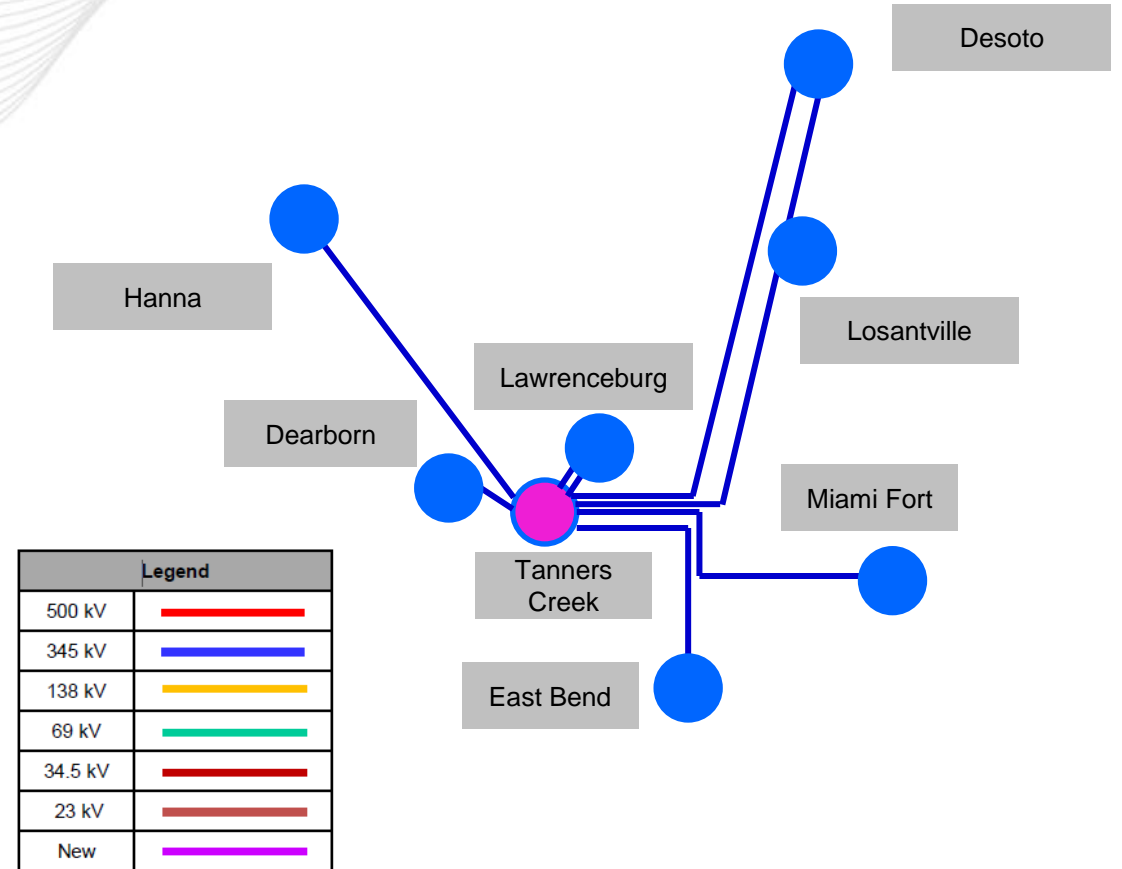 Desoto
Hanna
Losantville
Lawrenceburg
Dearborn
Miami Fort
Tanners
Creek
East Bend
Legend
500 kV
345 kV
138 kV
69 kV
34.5 kV
23 kV
New